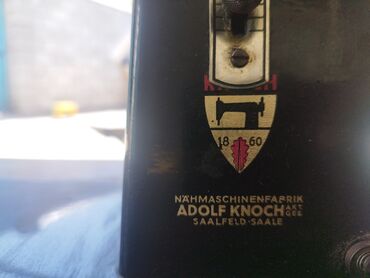 18 60
NÄHMASCHINENFABRIK
ADOLF KNOCH AKT GES
SAALFELD-SAALE